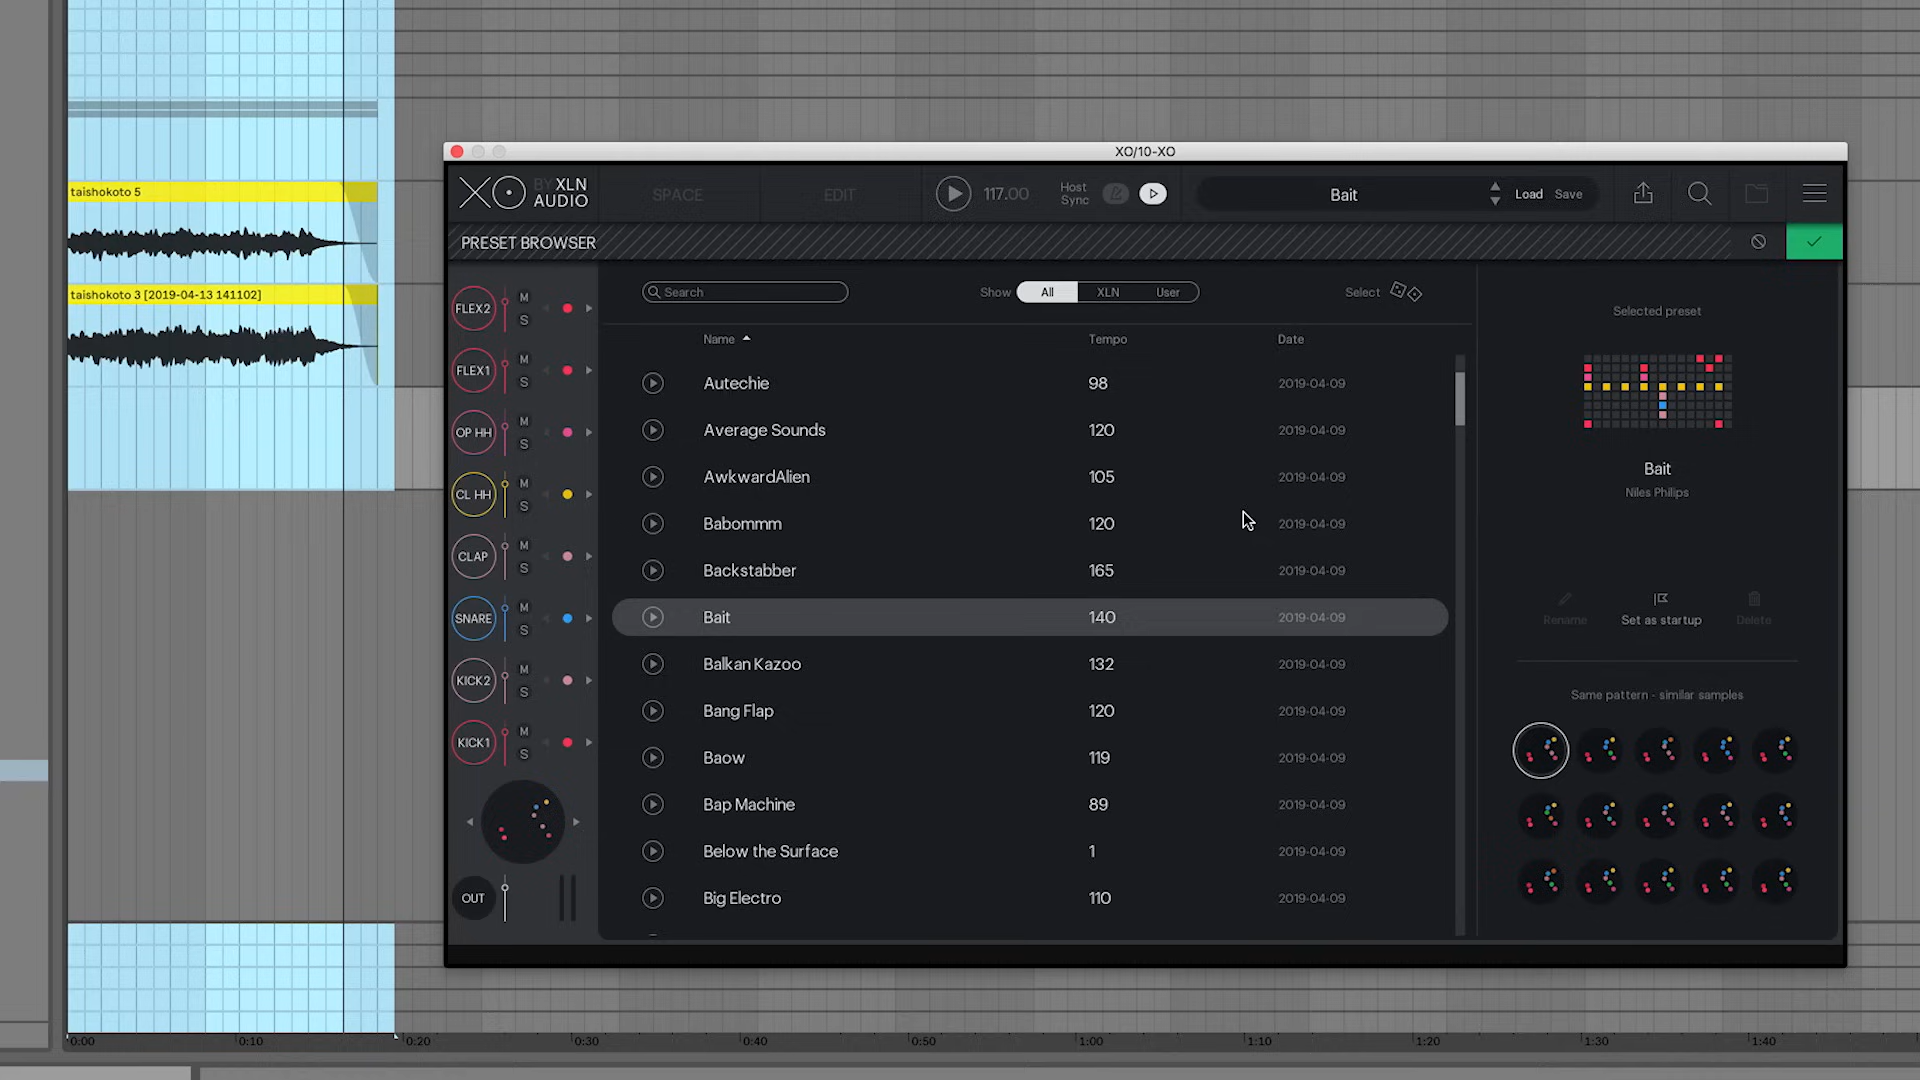 taishokoto 5
taishokoto 3 [2019-04-13 141102]
XO/10-XO
XO BY XLN AUDIO
SPACE
EDIT
117.00
Host Sync
Bait
Load
Save
PRESET BROWSER
Search
Show
All
XLN
User
Select
Name
Tempo
Date
Autechie 98 2019-04-09
Average Sounds 120 2019-04-09
AwkwardAlien 105 2019-04-09
Babommm 120 2019-04-09
Backstabber 165 2019-04-09
Bait 140 2019-04-09
Balkan Kazoo 132 2019-04-09
Bang Flap 120 2019-04-09
Baow 119 2019-04-09
Bap Machine 89 2019-04-09
Below the Surface 1 2019-04-09
Big Electro 110 2019-04-09
FLEX2 M S
FLEX1 M S
OP HH M S
CL HH M S
CLAP M S
SNARE M S
KICK2 M S
KICK1 M S
OUT
Selected preset
Bait
Niles Philips
Rename
Set as startup
Delete
Same pattern - similar samples
0:00 0:10 0:20 0:30 0:40 0:50 1:00 1:10 1:20 1:30 1:40